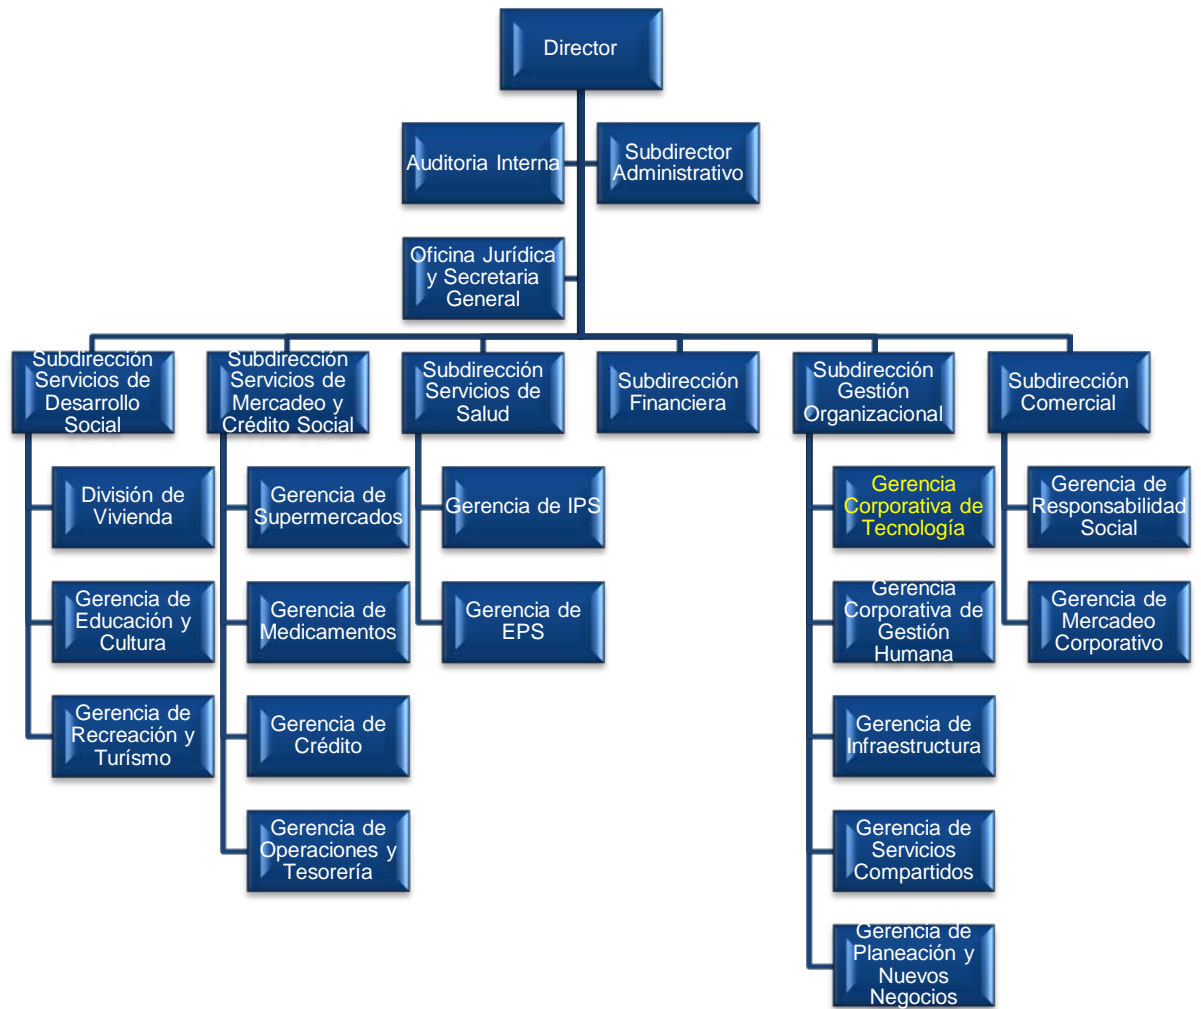 Director
Auditoria Interna
Subdirector
Administrativo
Oficina Jurídica
y Secretaria
General
Subdirección
Servicios de
Desarrollo
Social
Subdirección
Servicios de
Mercadeo y
Crédito Social
Subdirección
Servicios de
Salud
Subdirección
Financiera
Subdirección
Gestión
Organizacional
Subdirección
Comercial
División de
Vivienda
Gerencia de
Educación y
Cultura
Gerencia de
Recreación y
Turísmo
Gerencia de
Supermercados
Gerencia de
Medicamentos
Gerencia de
Crédito
Gerencia de
Operaciones y
Tesorería
Gerencia de IPS
Gerencia de
EPS
Gerencia
Corporativa de
Tecnología
Gerencia
Corporativa de
Gestión
Humana
Gerencia de
Infraestructura
Gerencia de
Servicios
Compartidos
Gerencia de
Planeación y
Nuevos
Negocios
Gerencia de
Responsabilidad
Social
Gerencia de
Mercadeo
Corporativo